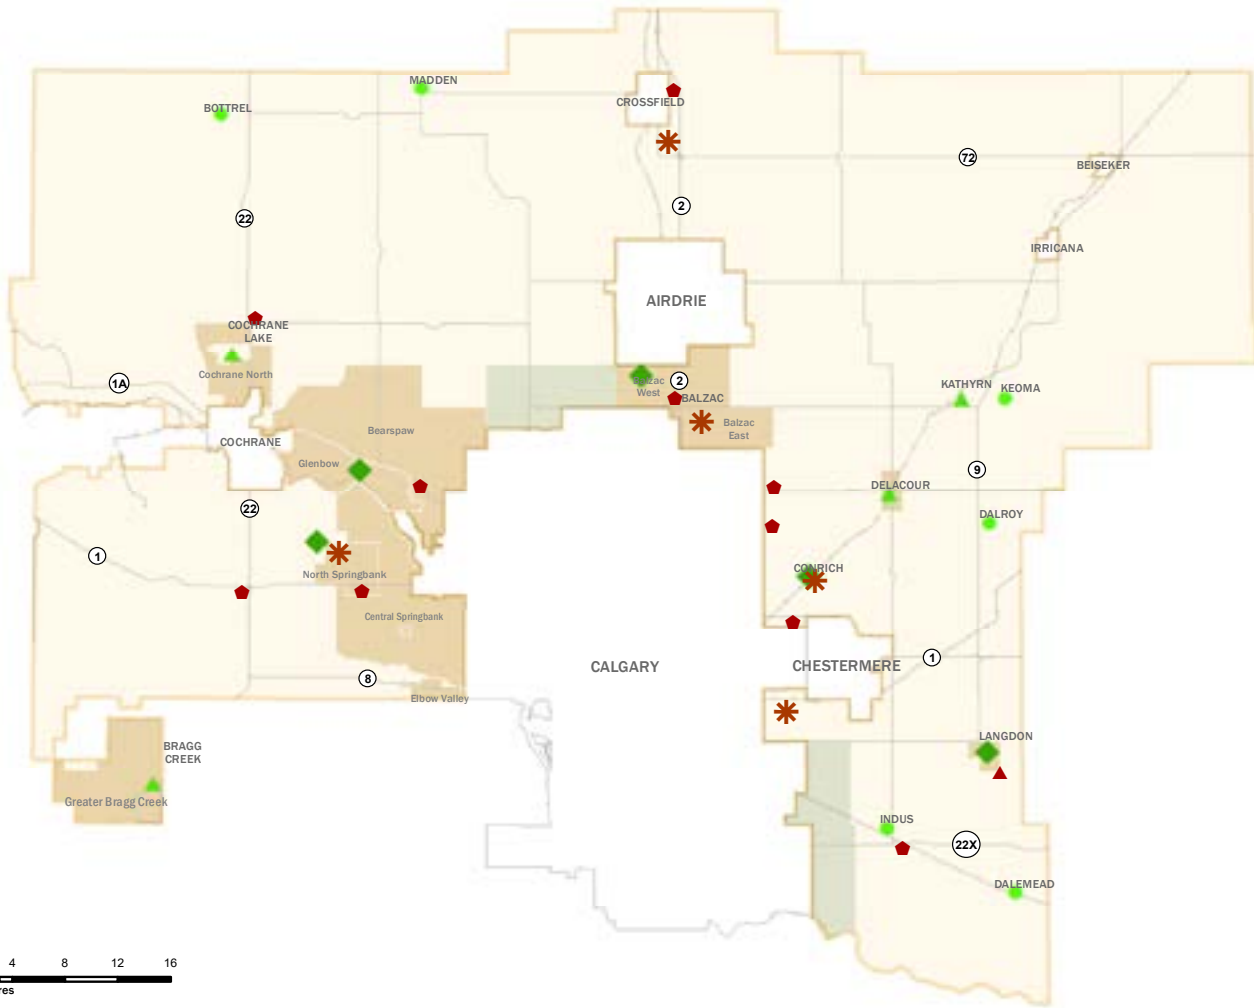 MADDEN
CROSSFIELD
BOTTREL
72
BEISEKER
2
22
IRRICANA
AIRDRIE
COCHRANE
LAKE
Cochrane North
1A
West
2
BALZAC
KATHYRN
KEOMA
Bearspaw
Balzac
East
COCHRANE
Glenbow
9
DELACOUR
22
DALROY
1
CONRICH
North Springbank
Central Springbank
CALGARY
CHESTERMERE
1
8
Elbow Valley
BRAGG
CREEK
LANGDON
Greater Bragg Creek
INDUS
22X
DALEMEAD
4 8 12 16
res